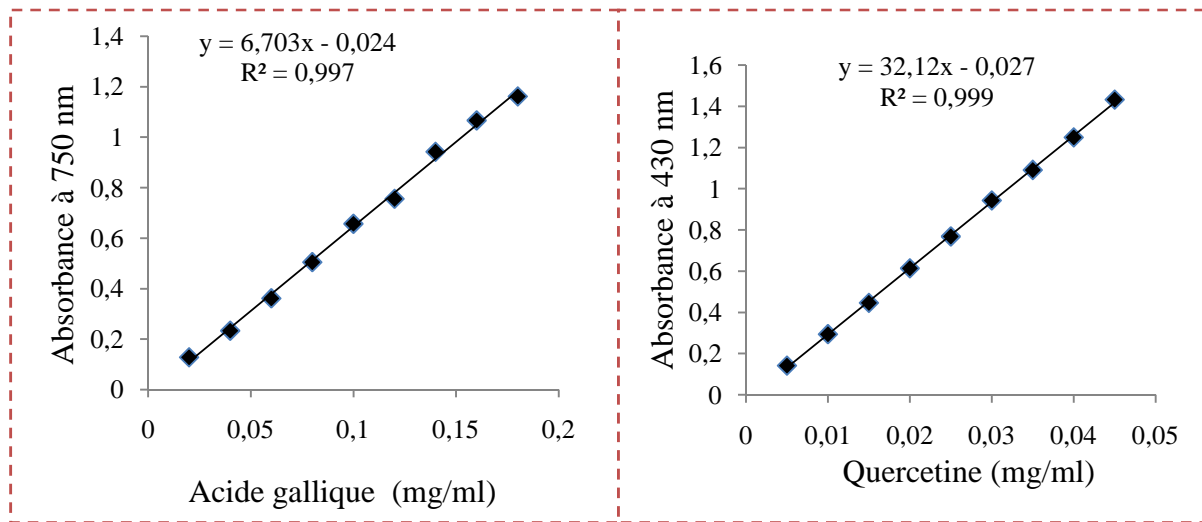 y = 6,703x - 0,024
R² = 0,997
Absorbance à 750 nm
1,4
1,2
1
0,8
0,6
0,4
0,2
0
0 0,05 0,1 0,15 0,2
Acide gallique (mg/ml)
y = 32,12x - 0,027
R² = 0,999
Absorbance à 430 nm
1,6
1,4
1,2
1
0,8
0,6
0,4
0,2
0
0 0,01 0,02 0,03 0,04 0,05
Quercetine (mg/ml)